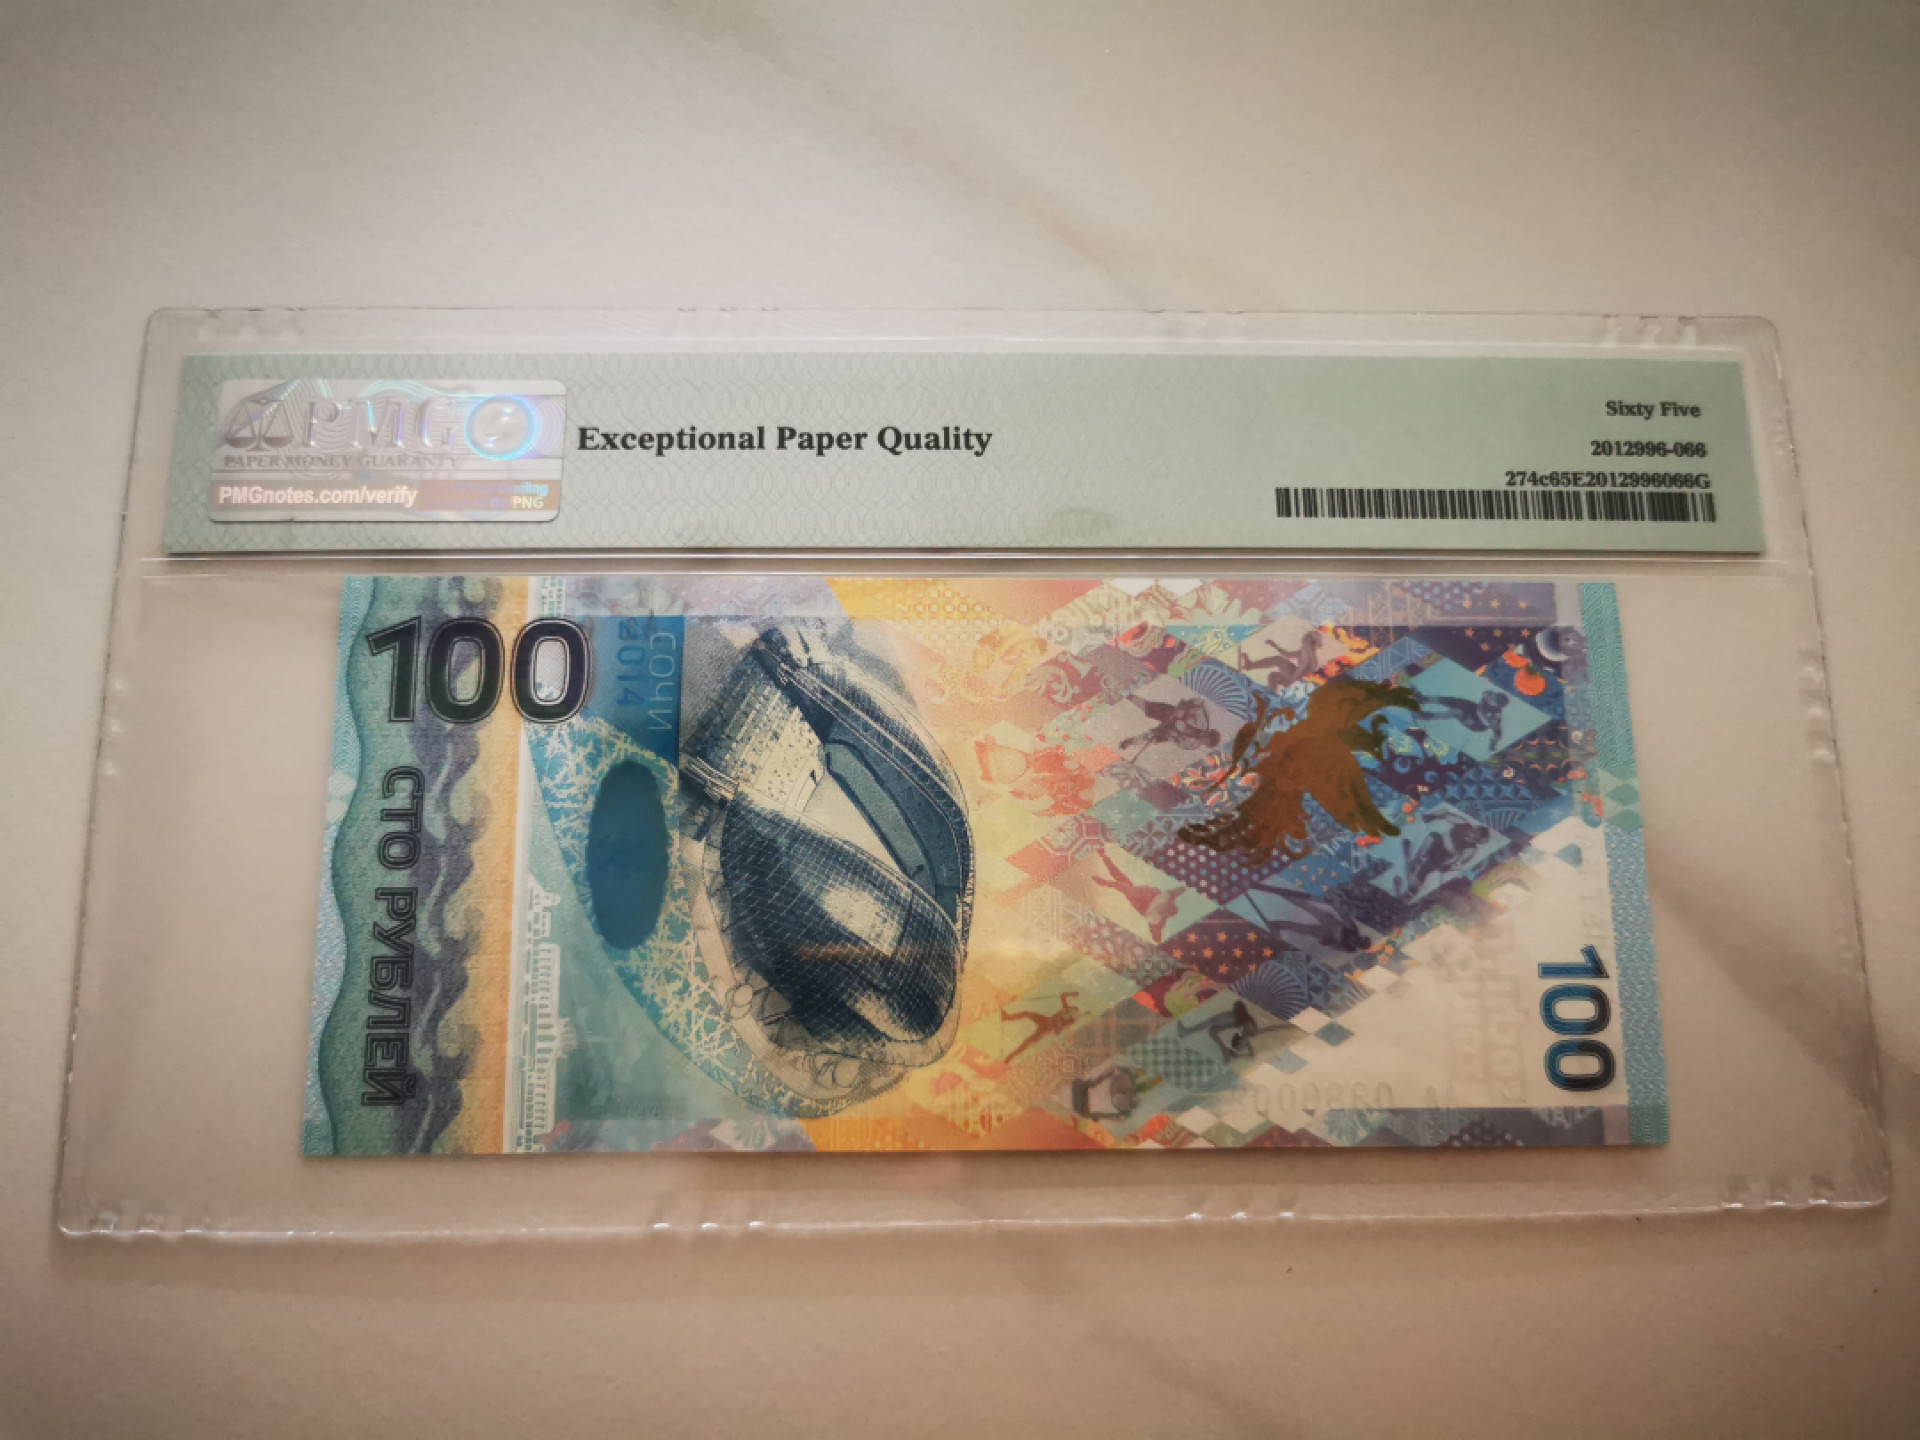 PMG
PAPER MONEY GUARANTY
PMGnotes.com/verify
PNG
Exceptional Paper Quality
Sixty Five
2012996-066
274c65E2012996066G
100
СТО РУБЛЕЙ
СОЧИ
2014
100